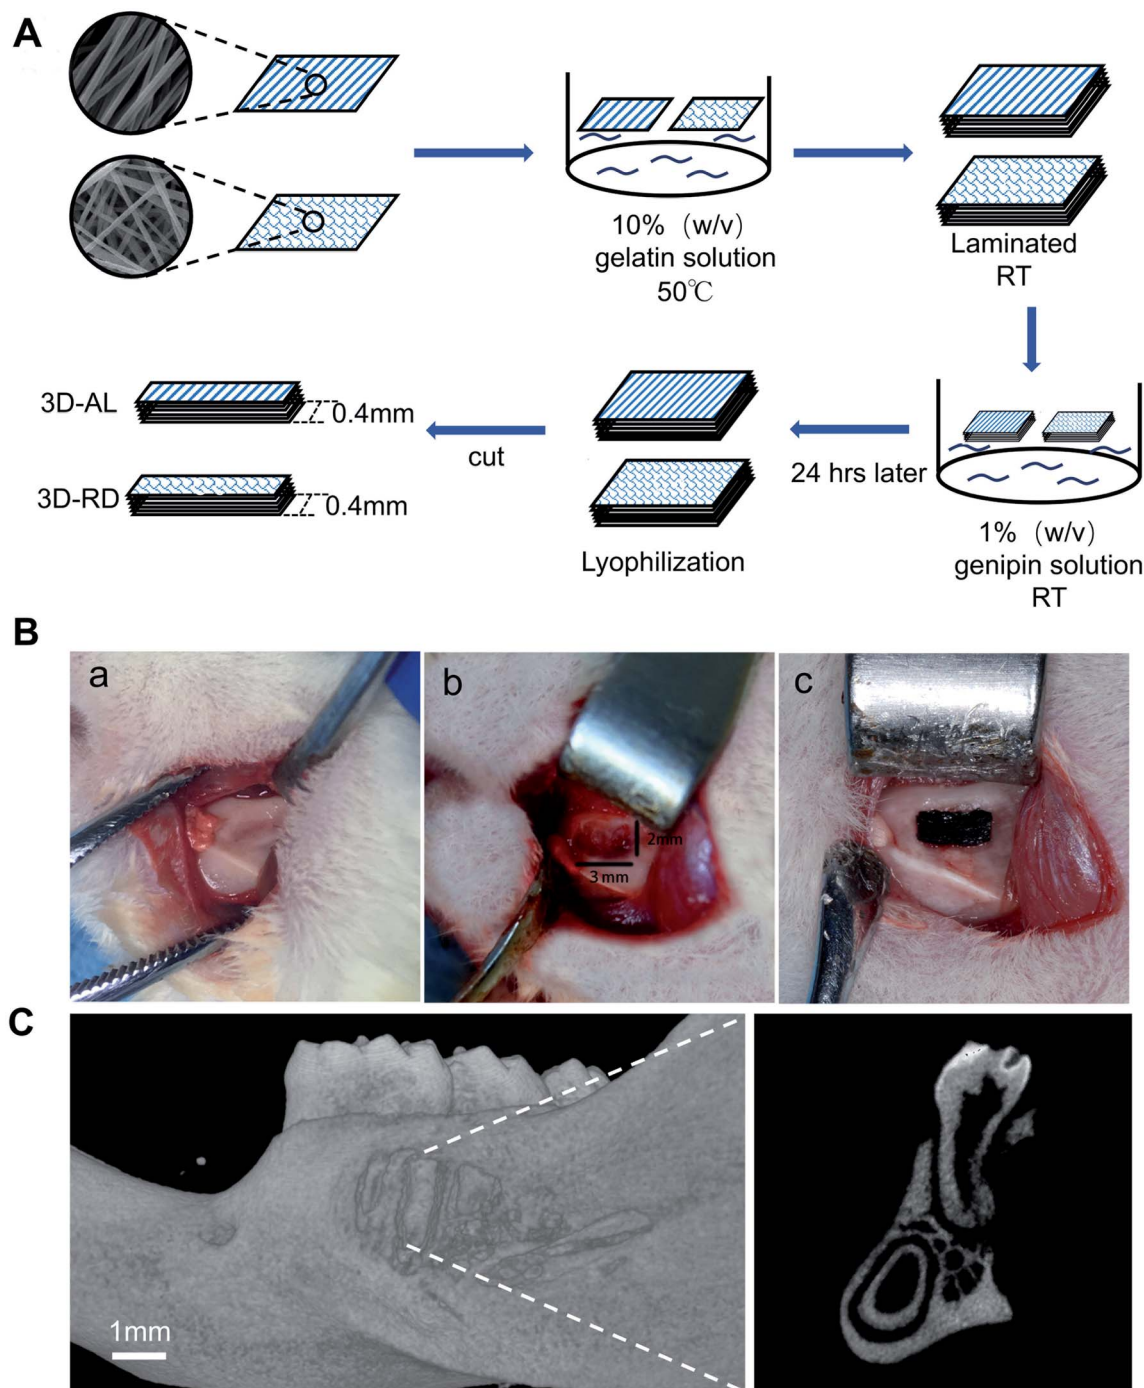 A
10% (w/v)
gelatin solution
50℃
Laminated
RT
3D-AL
0.4mm
3D-RD
0.4mm
cut
Lyophilization
24 hrs later
1% (w/v)
genipin solution
RT
B
a
b
2mm
3 mm
c
C
1mm